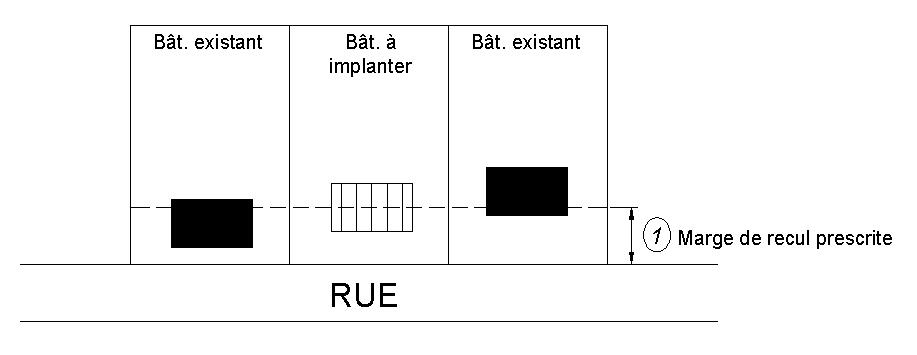 Bât. existant
Bât. à
implanter
Bât. existant
1 Marge de recul prescrite
RUE